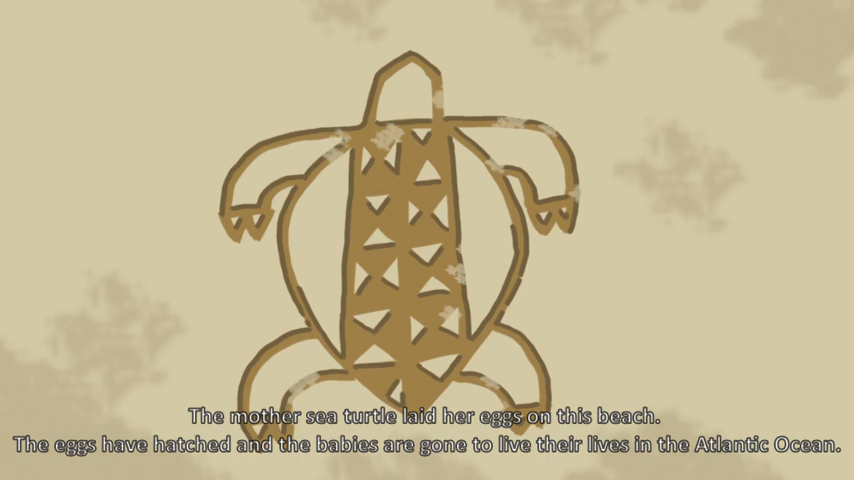 The mother sea turtle laid her eggs on this beach.
The eggs have hatched and the babies are gone to live their lives in the Atlantic Ocean.